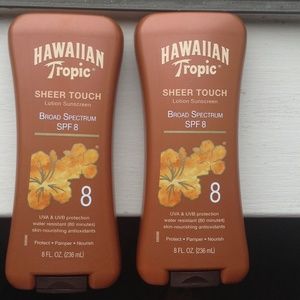 HAWAIIAN
Tropic
SHEER TOUCH
Lotion Sunscreen
BROAD SPECTRUM
SPF 8
8
UVA & UVB protection
water resistant (80 minutes)
skin-nourishing antioxidants
Protect • Pamper • Nourish
8 FL. OZ. (236 mL)
HAWAIIAN
Tropic
SHEER TOUCH
Lotion Sunscreen
BROAD SPECTRUM
SPF 8
8
UVA & UVB protection
water resistant (80 minutes)
skin-nourishing antioxidants
Protect • Pamper • Nourish
8 FL. OZ. (236 mL)